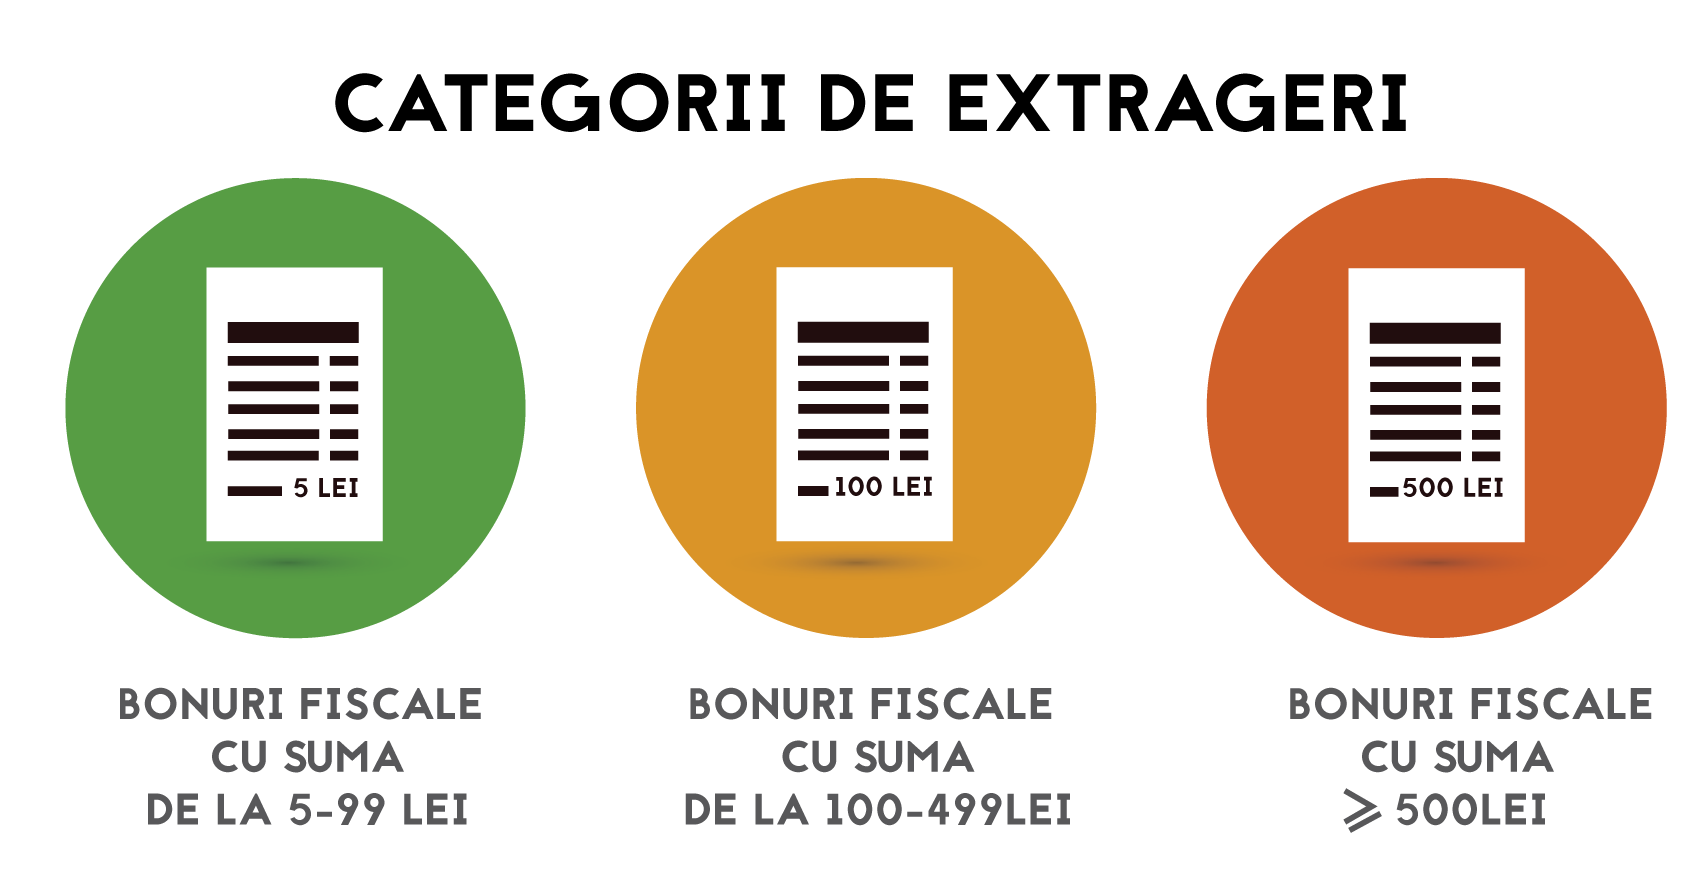 CATEGORII DE EXTRAGERI
5 LEI
100 LEI
500 LEI
BONURI FISCALE
CU SUMA
DE LA 5-99 LEI
BONURI FISCALE
CU SUMA
DE LA 100-499LEI
BONURI FISCALE
CU SUMA
⩾ 500LEI